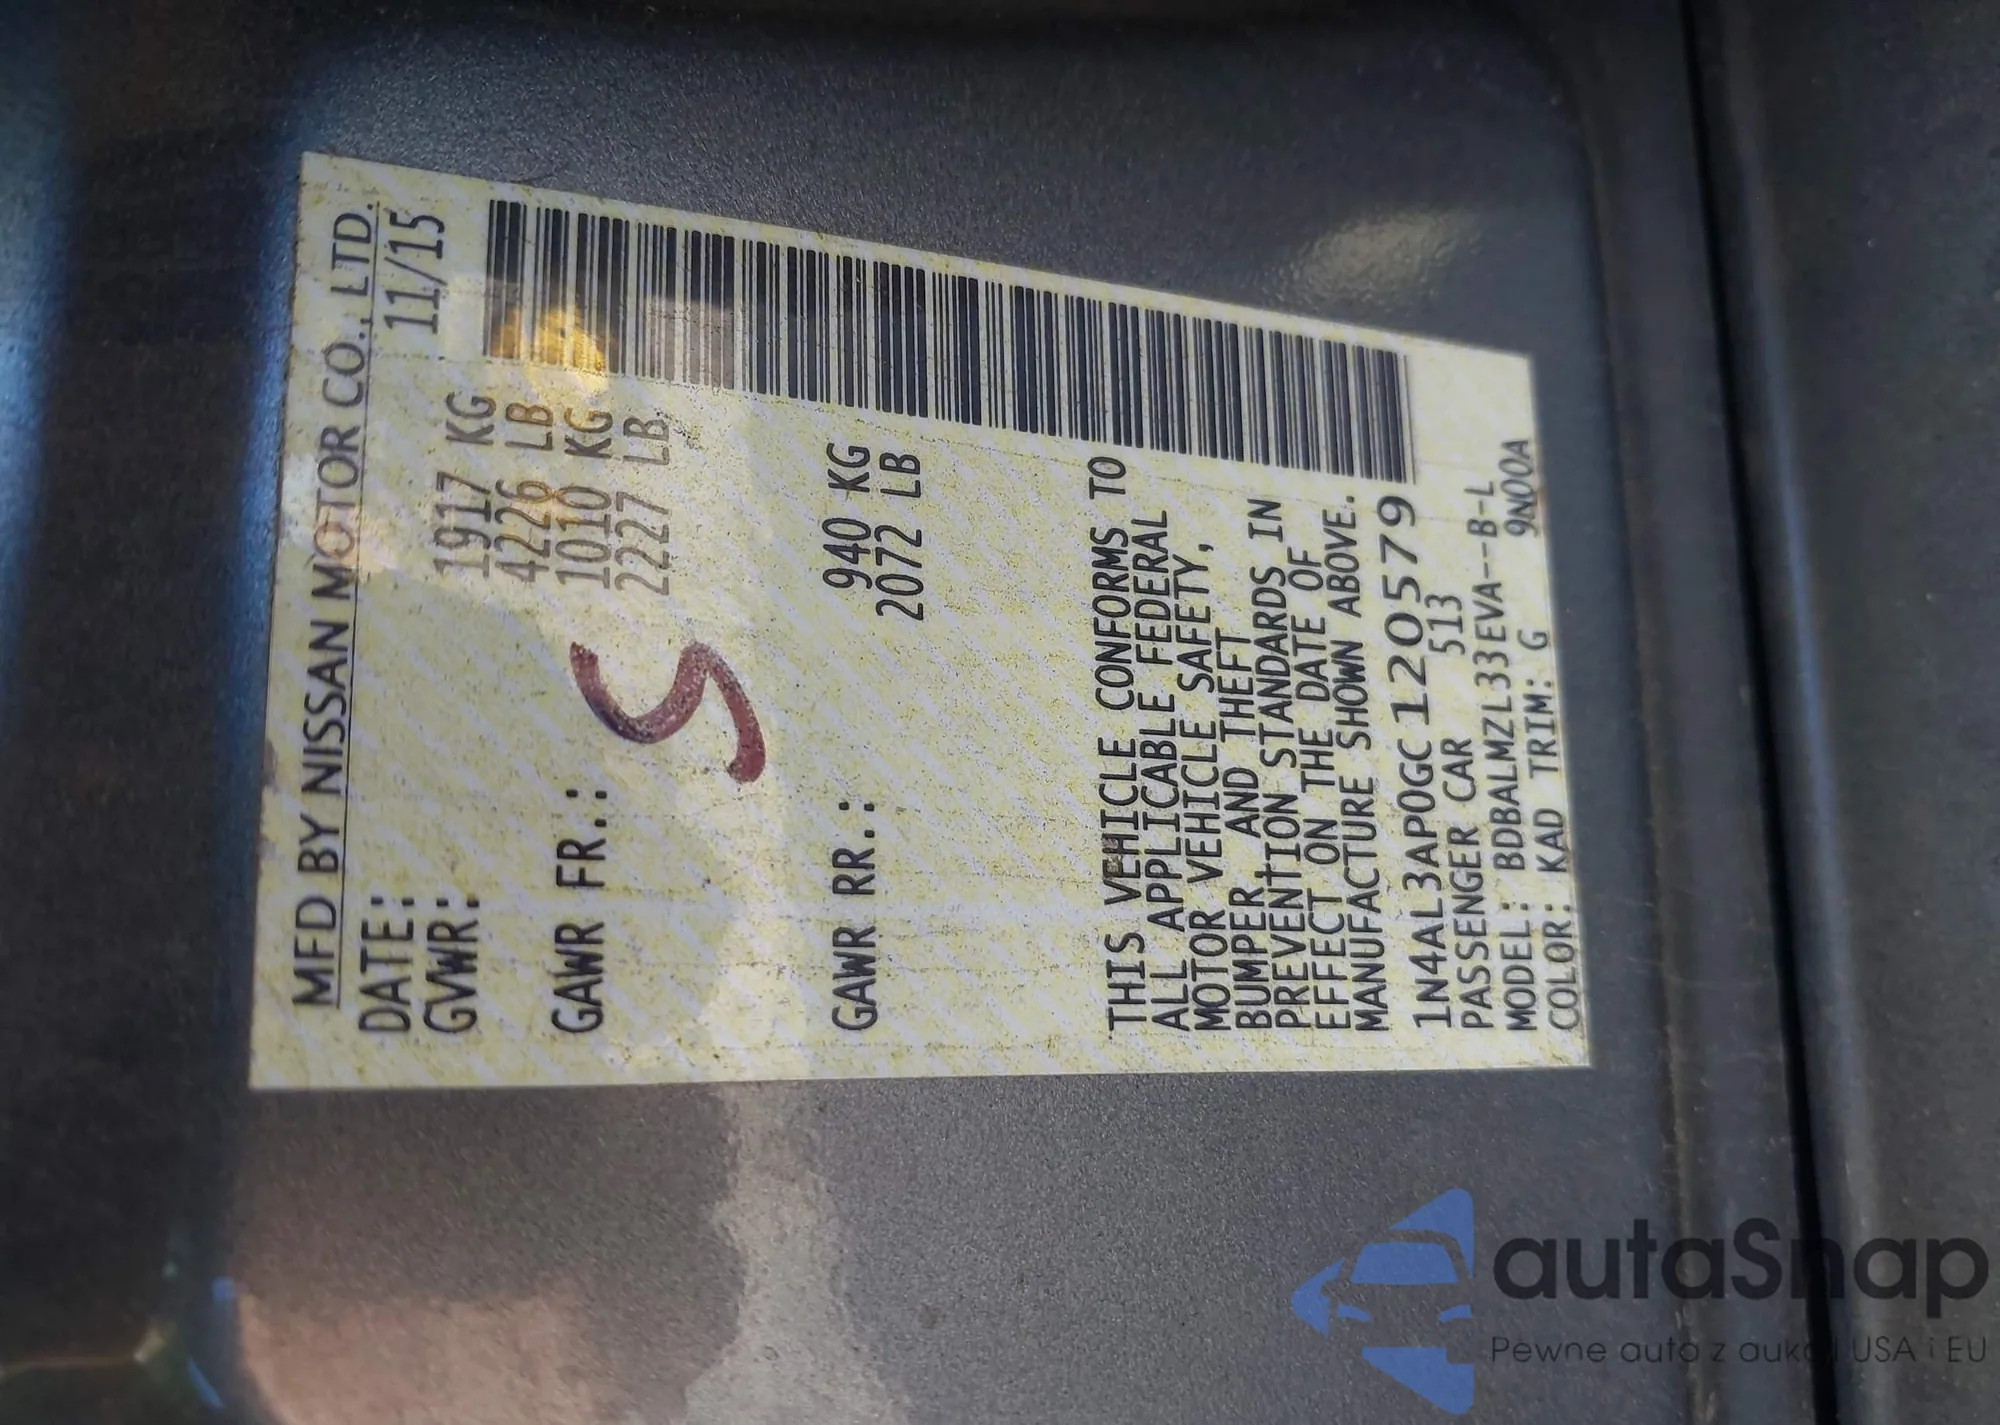 MFD BY NISSAN MOTOR CO., LTD.
DATE: 11/15
GVWR: 1917 KG
4226 LB
GAWR FR.: 1010 KG
2227 LB
S
GAWR RR.: 940 KG
2072 LB
THIS VEHICLE CONFORMS TO
ALL APPLICABLE FEDERAL
MOTOR VEHICLE SAFETY,
BUMPER AND THEFT
PREVENTION STANDARDS IN
EFFECT ON THE DATE OF
MANUFACTURE SHOWN ABOVE.
1N4AL3AP0GC120579
PASSENGER CAR 513
MODEL: BDBALMZL33EVA--B-L
COLOR: KAD TRIM: G 9N00A
autaSnap
Pewne auta z aukcji USA i EU